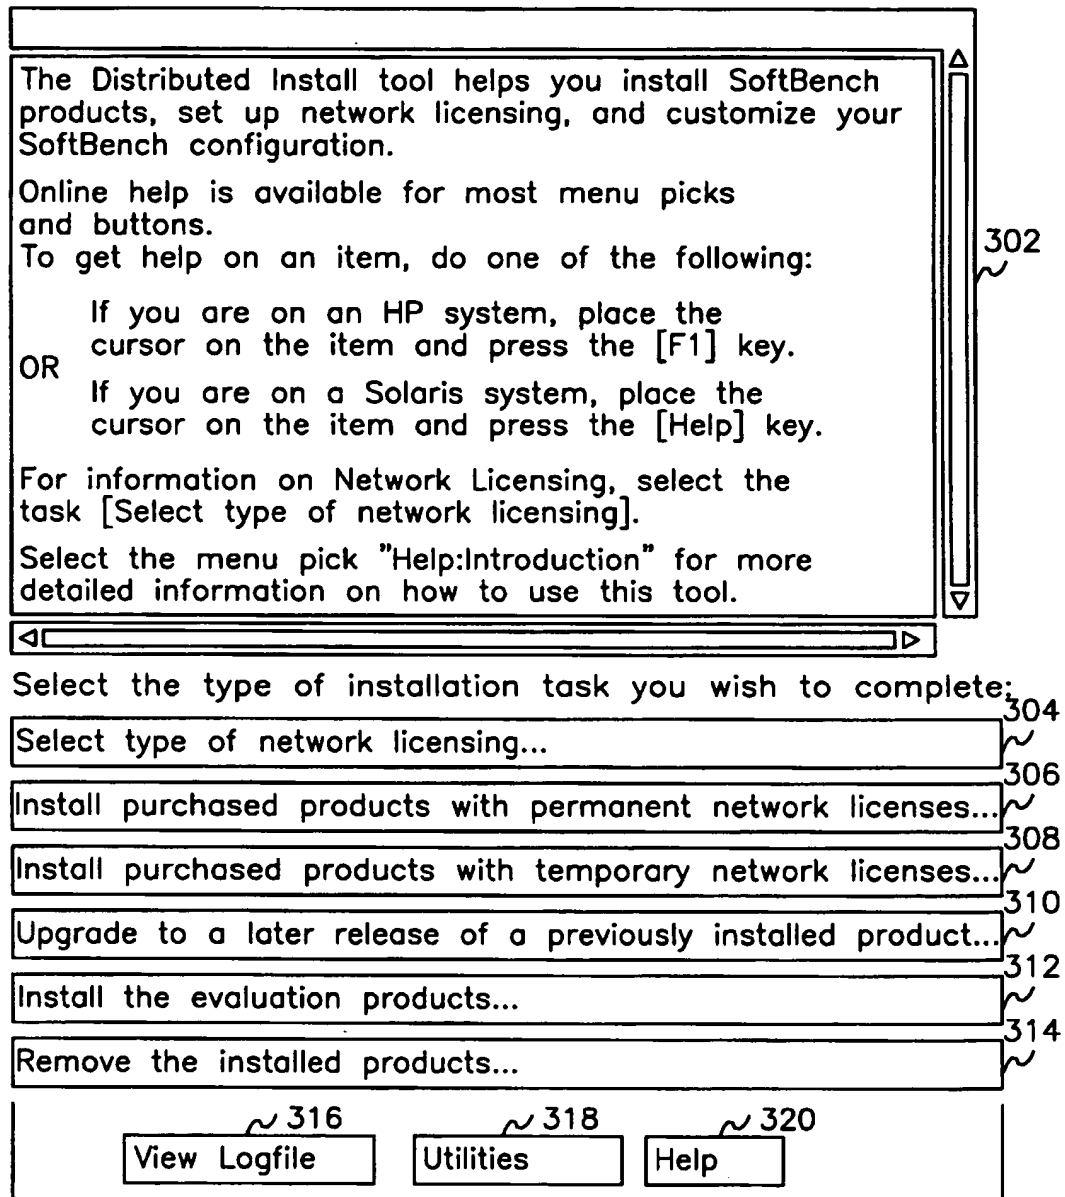 The Distributed Install tool helps you install SoftBench
products, set up network licensing, and customize your
SoftBench configuration.
Online help is available for most menu picks
and buttons.
To get help on an item, do one of the following:
302
If you are on an HP system, place the
cursor on the item and press the [F1] key.
OR
If you are on a Solaris system, place the
cursor on the item and press the [Help] key.
For information on Network Licensing, select the
task [Select type of network licensing].
Select the menu pick "Help:Introduction" for more
detailed information on how to use this tool.
Select the type of installation task you wish to complete:
304
Select type of network licensing...
306
Install purchased products with permanent network licenses...
308
Install purchased products with temporary network licenses...
310
Upgrade to a later release of a previously installed product...
312
Install the evaluation products...
314
Remove the installed products...
316 318 320
View Logfile Utilities Help